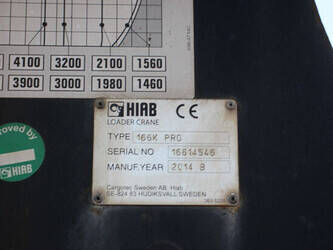 4100 3200 2100 1560
3900 3000 1980 1460
roved by
HIAB
HIAB CE
LOADER CRANE
TYPE 166K PRO
SERIAL NO 16614546
MANUF.YEAR 2014 B
Cargotec Sweden AB, Hiab
SE-824 83 HUDIKSVALL SWEDEN